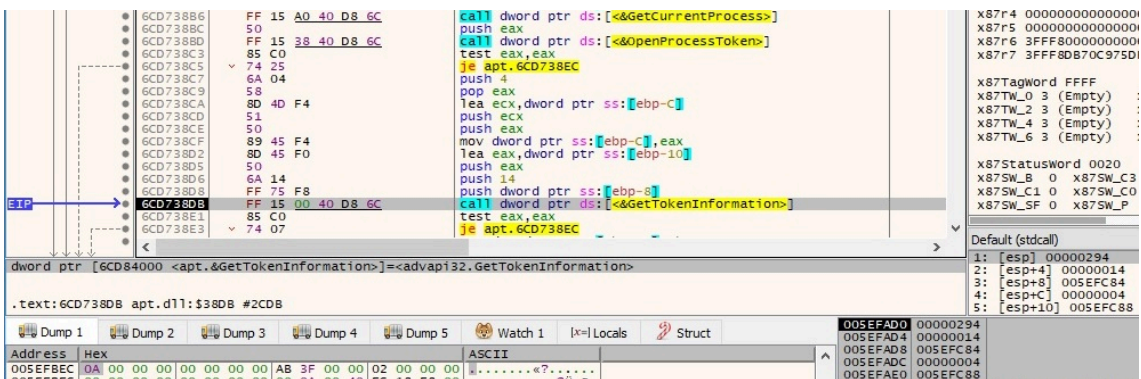 6CD738B6 FF 15 A0 40 D8 6C call dword ptr ds:[<&GetCurrentProcess>]
6CD738BC 50 push eax
6CD738BD FF 15 38 40 D8 6C call dword ptr ds:[<&OpenProcessToken>]
6CD738C3 85 C0 test eax,eax
6CD738C5 74 25 je apt.6CD738EC
6CD738C7 6A 04 push 4
6CD738C9 58 pop eax
6CD738CA 8D 4D F4 lea ecx,dword ptr ss:[ebp-C]
6CD738CD 51 push ecx
6CD738CE 50 push eax
6CD738CF 89 45 F4 mov dword ptr ss:[ebp-C],eax
6CD738D2 8D 45 F0 lea eax,dword ptr ss:[ebp-10]
6CD738D5 50 push eax
6CD738D6 6A 14 push 14
6CD738D8 FF 75 F8 push dword ptr ss:[ebp-8]
EIP 6CD738DB FF 15 00 40 D8 6C call dword ptr ds:[<&GetTokenInformation>]
6CD738E1 85 C0 test eax,eax
6CD738E3 74 07 je apt.6CD738EC
dword ptr [6CD84000 <apt.&GetTokenInformation>]=<advapi32.GetTokenInformation>
.text:6CD738DB apt.dll:$38DB #2CDB
x87r6 3FFF8000000000
x87r7 3FFF8DB70C975D
x87TagWord FFFF
x87TW_0 3 (Empty)
x87TW_2 3 (Empty)
x87TW_4 3 (Empty)
x87TW_6 3 (Empty)
x87StatusWord 0020
x87SW_B 0 x87SW_C3
x87SW_C1 0 x87SW_C0
x87SW_SF 0 x87SW_P
Default (stdcall)
1: [esp] 00000294
2: [esp+4] 00000014
3: [esp+8] 005EFC84
4: [esp+C] 00000004
5: [esp+10] 005EFC88
Dump 1 Dump 2 Dump 3 Dump 4 Dump 5 Watch 1 [x=] Locals Struct
Address Hex ASCII
005EFBEC 0A 00 00 00 00 00 00 00 AB 3F 00 00 02 00 00 00 ........«?......
005EFAD0 00000294
005EFAD4 00000014
005EFAD8 005EFC84
005EFADC 00000004
005EFAE0 005EFC88